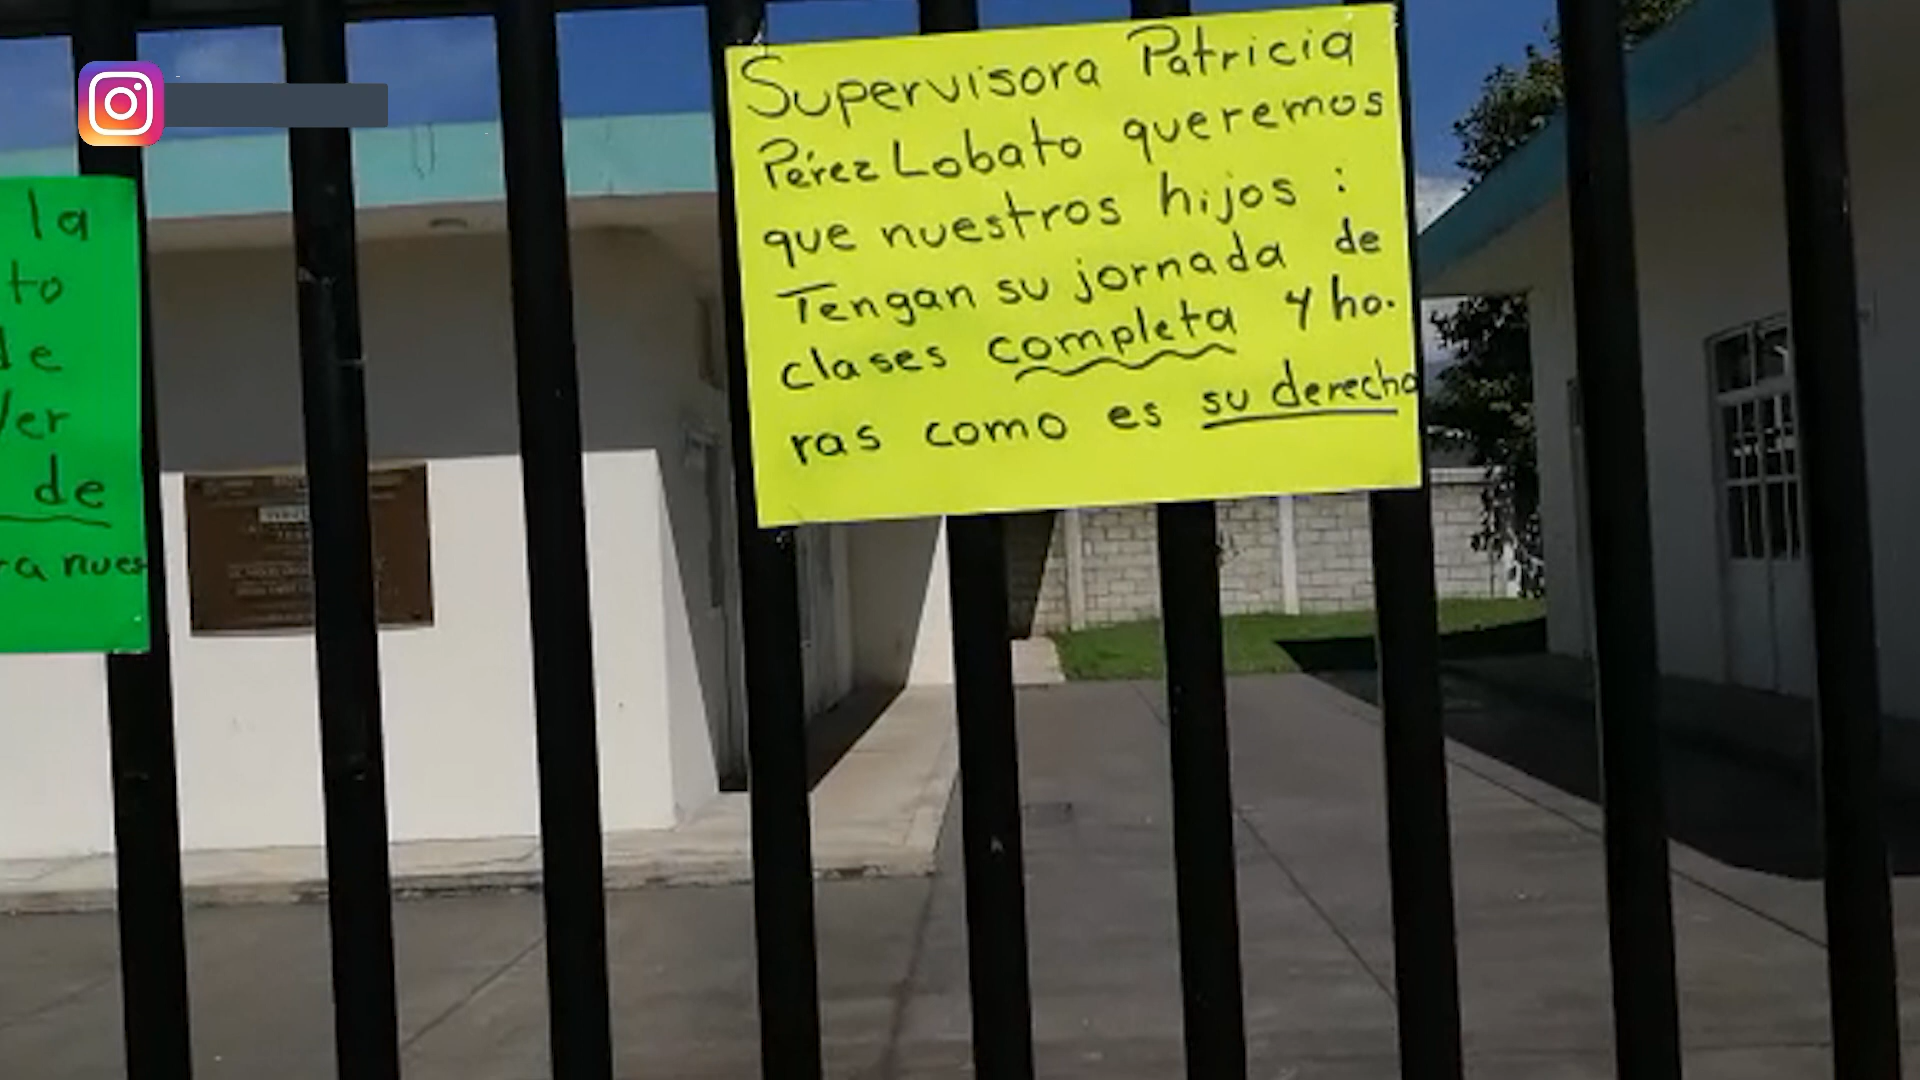 Supervisora Patricia
Pérez Lobato queremos
que nuestros hijos :
Tengan su jornada de
clases completa y ho.
ras como es su derecho
la
to
de
Ver
de
ra nues